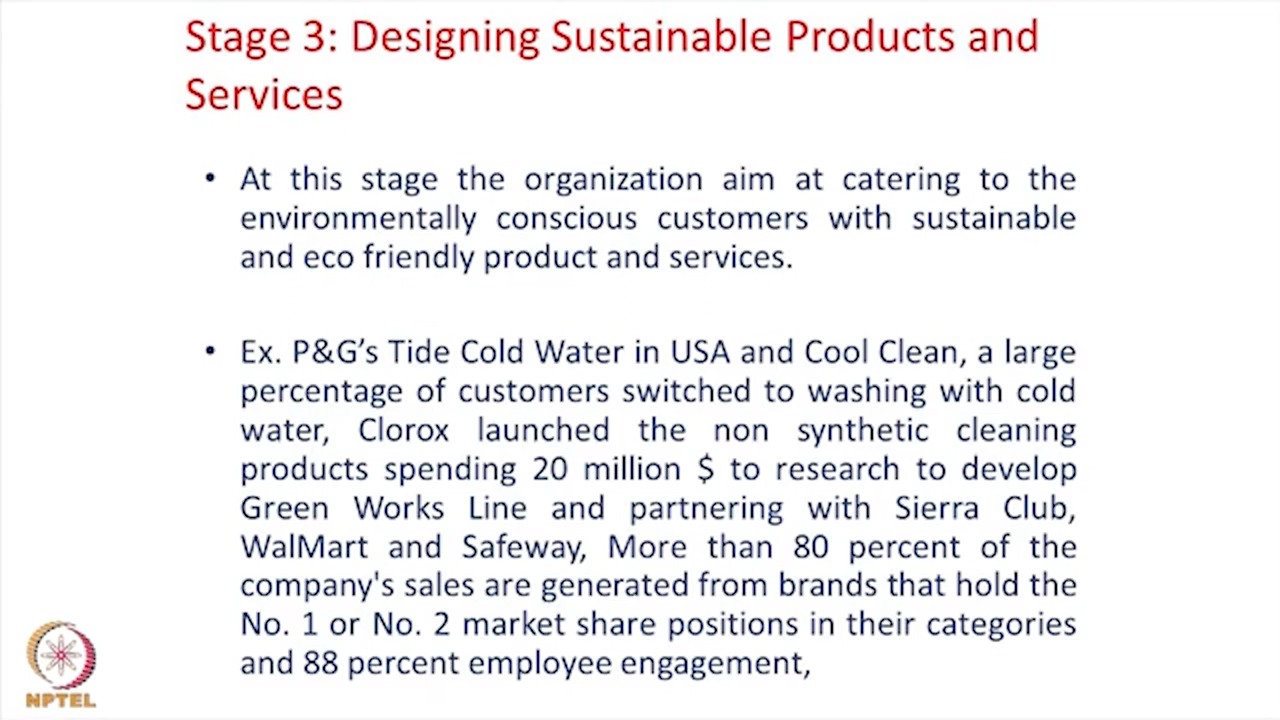 Stage 3: Designing Sustainable Products and
Services
• At this stage the organization aim at catering to the
environmentally conscious customers with sustainable
and eco friendly product and services.
• Ex. P&G’s Tide Cold Water in USA and Cool Clean, a large
percentage of customers switched to washing with cold
water, Clorox launched the non synthetic cleaning
products spending 20 million $ to research to develop
Green Works Line and partnering with Sierra Club,
WalMart and Safeway, More than 80 percent of the
company's sales are generated from brands that hold the
No. 1 or No. 2 market share positions in their categories
and 88 percent employee engagement,
NPTEL